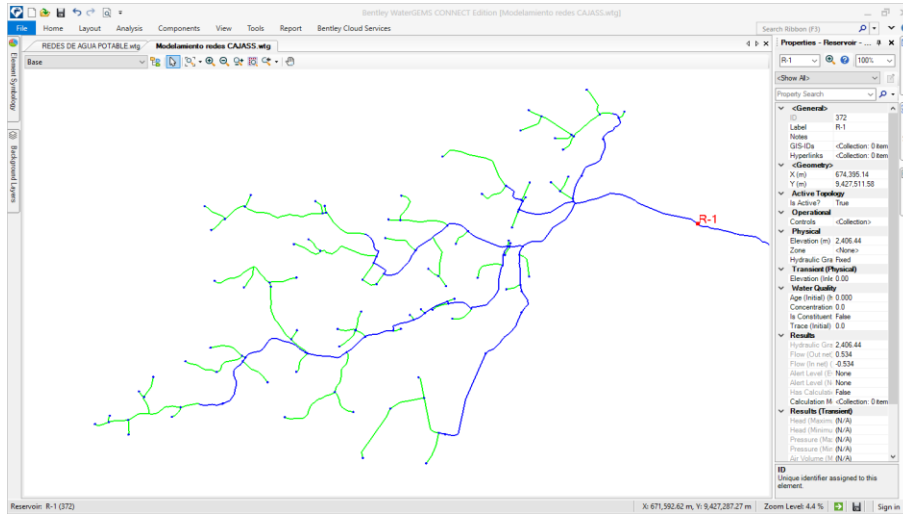 Bentley WaterGEMS CONNECT Edition [Modelamiento redes CAJASS.wtg]
File Home Layout Analysis Components View Tools Report Bentley Cloud Services Search Ribbon (F3)
REDES DE AGUA POTABLE.wtg Modelamiento redes CAJASS.wtg
Base
Element Symbology
Background Layers
R-1
Properties - Reservoir - ...
R-1 100%
<Show All>
Property Search
<General>
ID 372
Label R-1
Notes
GIS-IDs <Collection: 0 item
Hyperlinks <Collection: 0 item
<Geometry>
X (m) 674,395.14
Y (m) 9,427,511.58
Active Topology
Is Active? True
Operational
Controls <Collection>
Physical
Elevation (m) 2,406.44
Zone <None>
Hydraulic Gra Fixed
Transient (Physical)
Elevation (Inle 0.00
Water Quality
Age (Initial) (h 0.000
Concentration 0.0
Is Constituent False
Trace (Initial) 0.0
Results
Hydraulic Gra 2,406.44
Flow (Out net) 0.534
Flow (In net) ( -0.534
Alert Level (E None
Alert Level (N None
Has Calculati False
Calculation M <Collection: 0 item
Results (Transient)
Head (Maxim (N/A)
Head (Minimu (N/A)
Pressure (Ma (N/A)
Pressure (Mi (N/A)
Air Volume (M (N/A)
ID
Unique identifier assigned to this
element.
Reservoir: R-1 (372) X: 671,592.62 m, Y: 9,427,287.27 m Zoom Level: 4.4 % Sign in